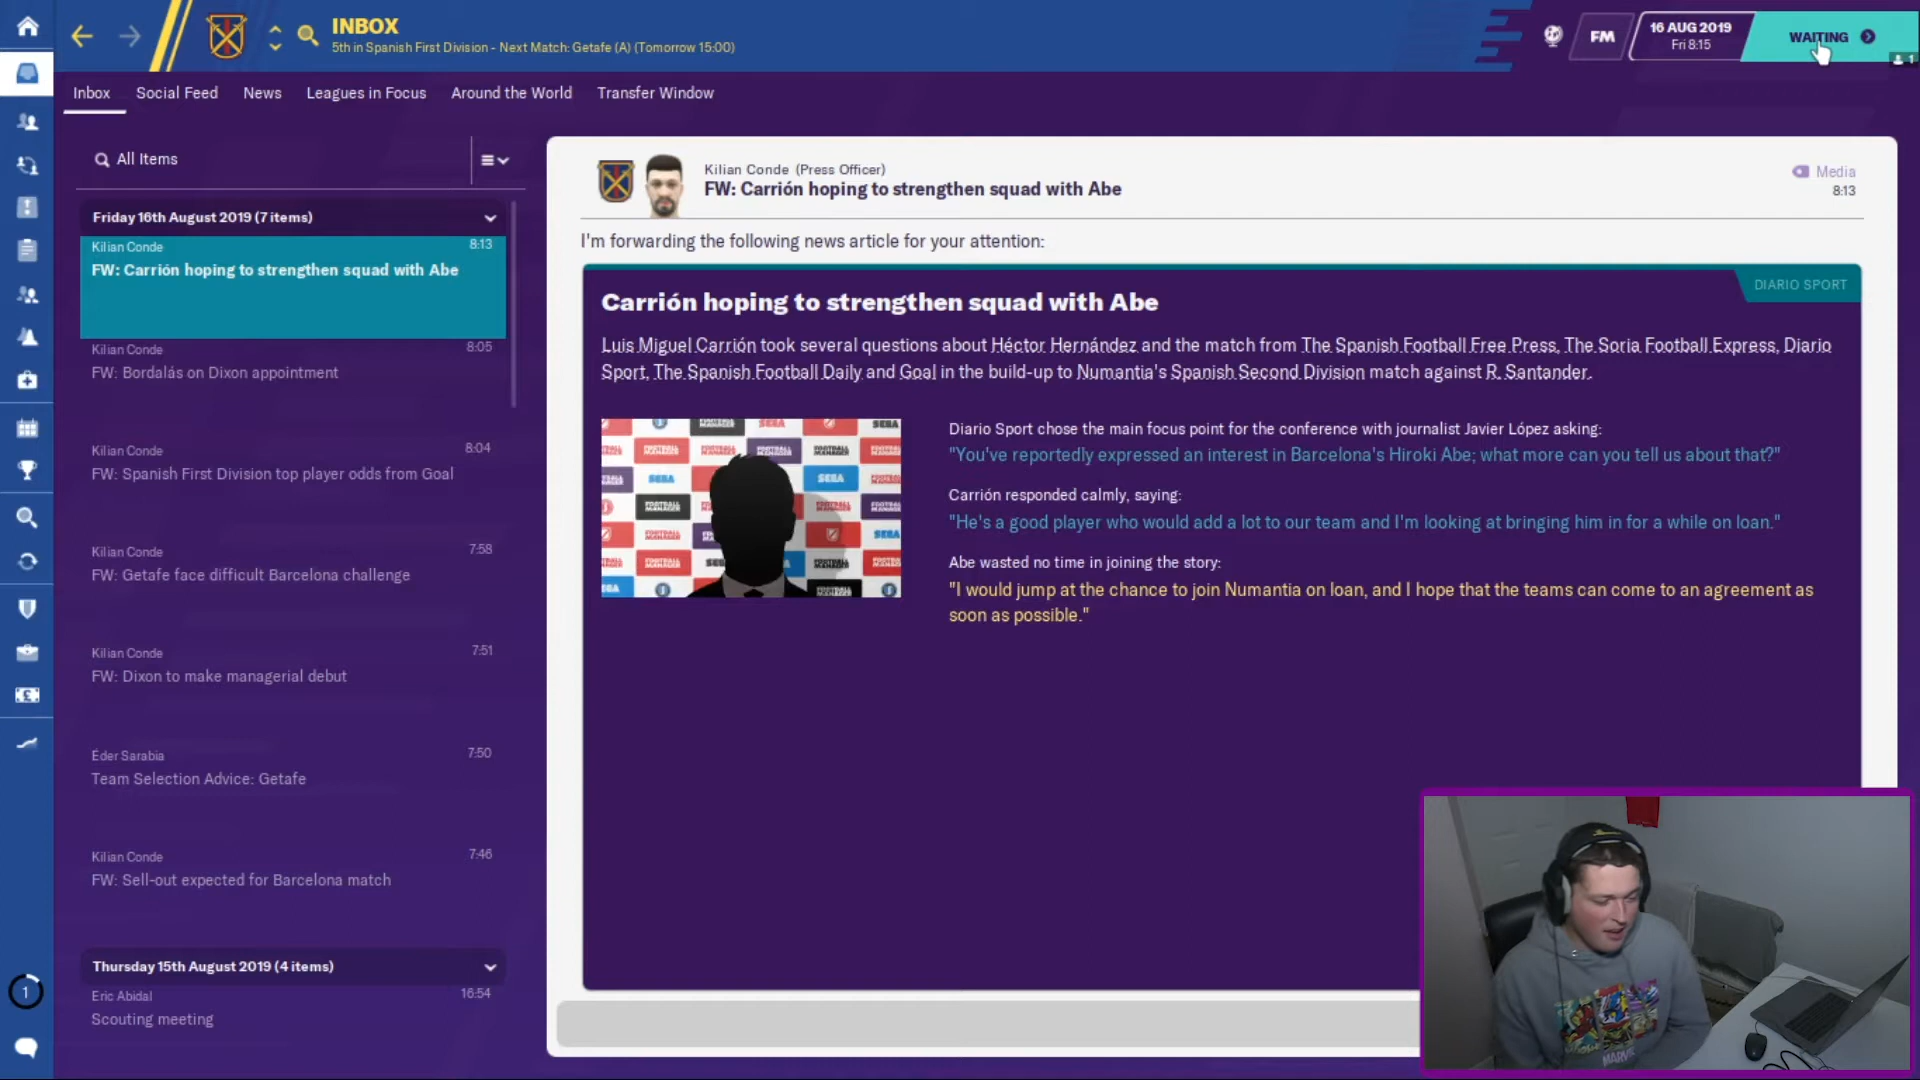 INBOX
5th in Spanish First Division - Next Match: Getafe (A) (Tomorrow 15:00)
FM
16 AUG 2019
Fri 8:15
WAITING
1
Inbox
Social Feed
News
Leagues in Focus
Around the World
Transfer Window
All Items
Friday 16th August 2019 (7 items)
Kilian Conde
8:13
FW: Carrión hoping to strengthen squad with Abe
Kilian Conde
8:05
FW: Bordalás on Dixon appointment
Kilian Conde
8:04
FW: Spanish First Division top player odds from Goal
Kilian Conde
7:58
FW: Getafe face difficult Barcelona challenge
Kilian Conde
7:51
FW: Dixon to make managerial debut
Éder Sarabia
7:50
Team Selection Advice: Getafe
Kilian Conde
7:46
FW: Sell-out expected for Barcelona match
Thursday 15th August 2019 (4 items)
Eric Abidal
16:54
Scouting meeting
1
Kilian Conde (Press Officer)
FW: Carrión hoping to strengthen squad with Abe
Media
8:13
I'm forwarding the following news article for your attention:
DIARIO SPORT
Carrión hoping to strengthen squad with Abe
Luis Miguel Carrión took several questions about Héctor Hernández and the match from The Spanish Football Free Press, The Soria Football Express, Diario
Sport, The Spanish Football Daily and Goal in the build-up to Numantia's Spanish Second Division match against R. Santander.
Diario Sport chose the main focus point for the conference with journalist Javier López asking:
"You've reportedly expressed an interest in Barcelona's Hiroki Abe; what more can you tell us about that?"
Carrión responded calmly, saying:
"He's a good player who would add a lot to our team and I'm looking at bringing him in for a while on loan."
Abe wasted no time in joining the story:
"I would jump at the chance to join Numantia on loan, and I hope that the teams can come to an agreement as
soon as possible."
SEGA
FOOTBALL MANAGER
MARVEL